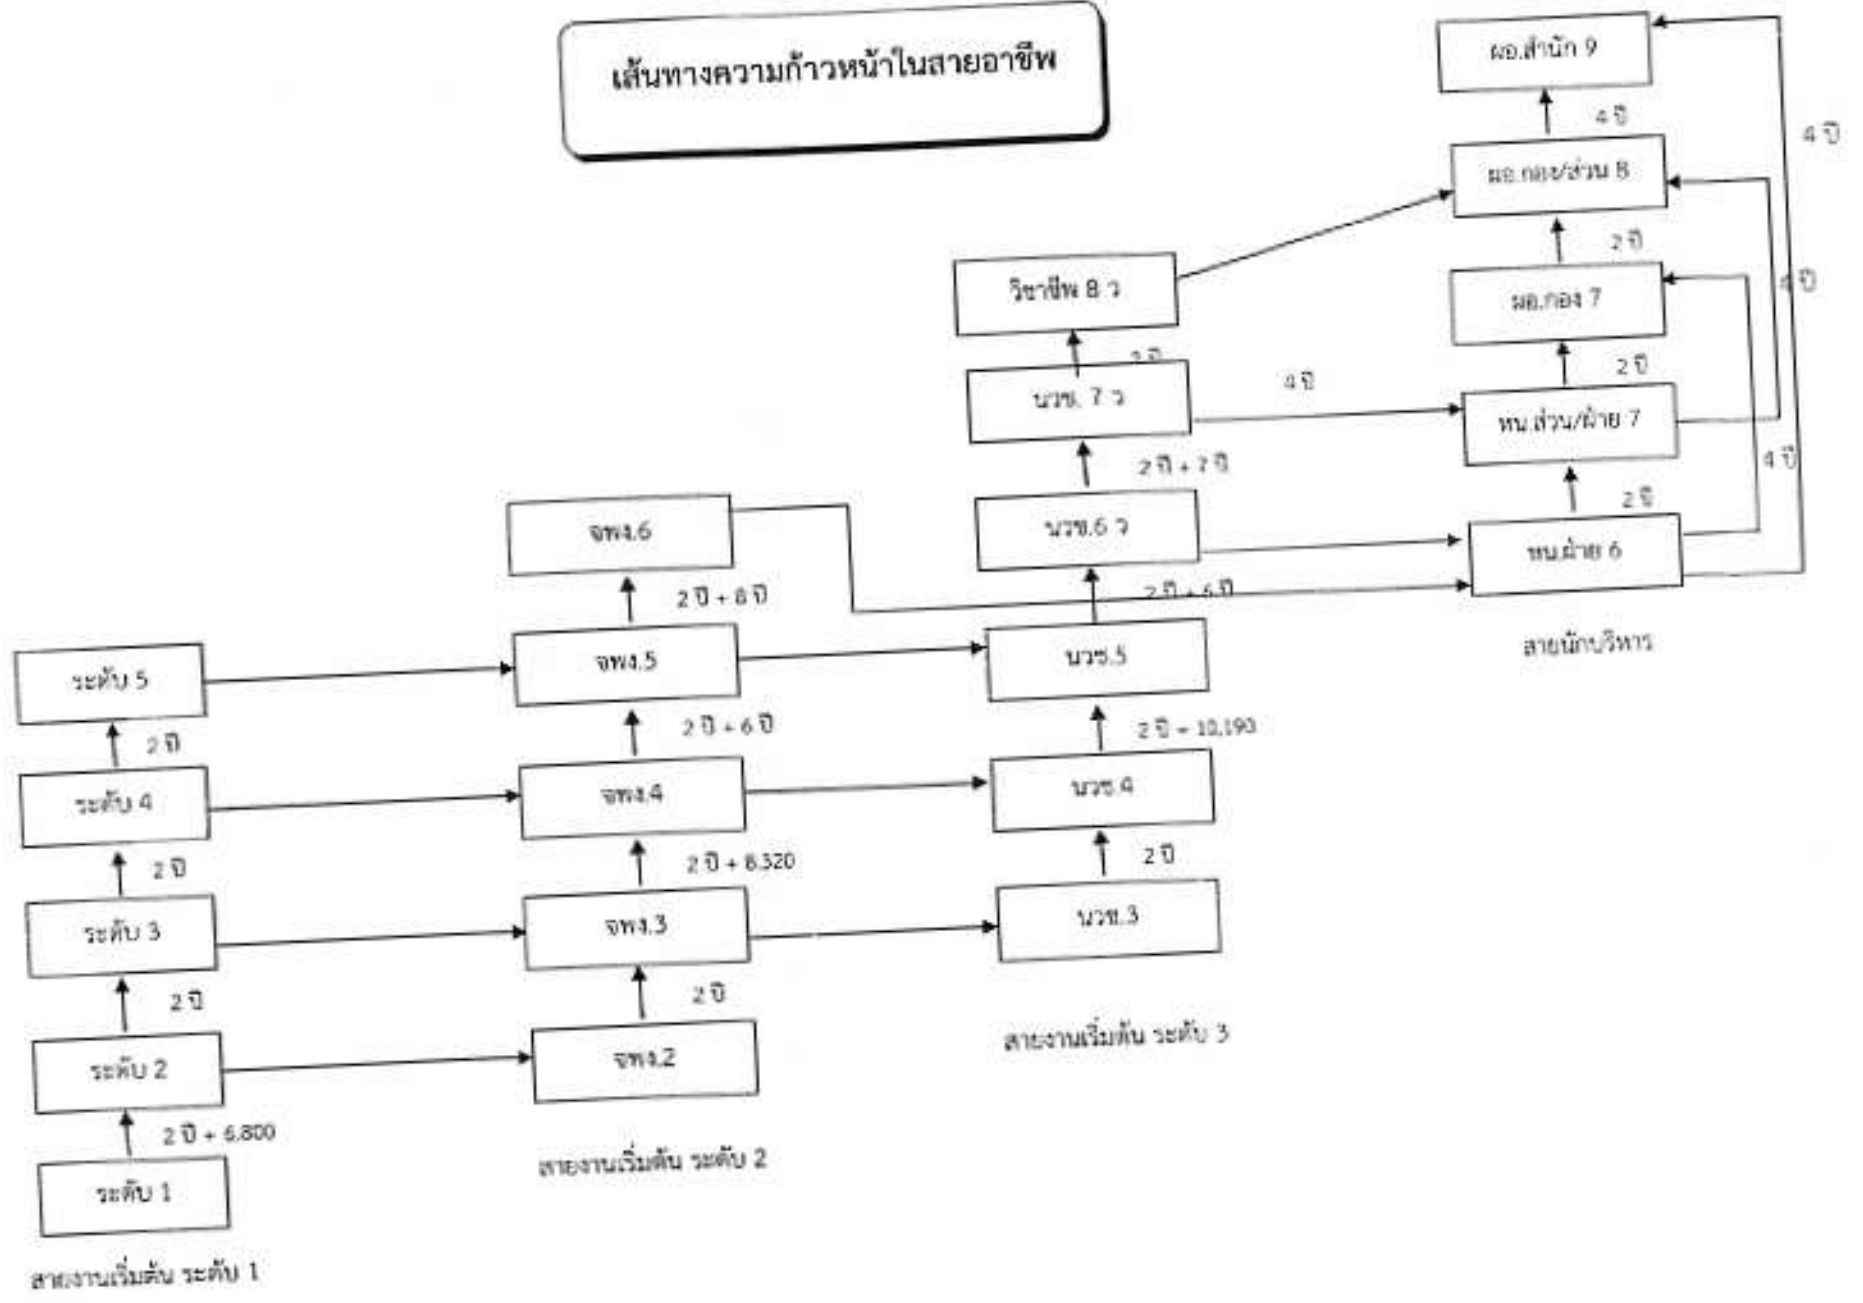 เส้นทางความก้าวหน้าในสายอาชีพ
ผอ.สำนัก 9
4 ปี
4 ปี
ผอ.กอง/ส่วน 8
2 ปี
วิชาชีพ 8 ว
ผอ.กอง 7
4 ปี
2 ปี
นวช. 7 ว
4 ปี
หน.ส่วน/ฝ่าย 7
2 ปี + 7 ปี
4 ปี
2 ปี
จพง.6
นวช.6 ว
หน.ฝ่าย 6
2 ปี + 8 ปี
2 ปี + 6 ปี
สายนักบริหาร
ระดับ 5
จพง.5
นวช.5
2 ปี
2 ปี + 6 ปี
2 ปี + 10,190
ระดับ 4
จพง.4
นวช.4
2 ปี
2 ปี + 8,320
2 ปี
ระดับ 3
จพง.3
นวช.3
2 ปี
2 ปี
สายงานเริ่มต้น ระดับ 3
ระดับ 2
จพง.2
2 ปี + 6,800
สายงานเริ่มต้น ระดับ 2
ระดับ 1
สายงานเริ่มต้น ระดับ 1